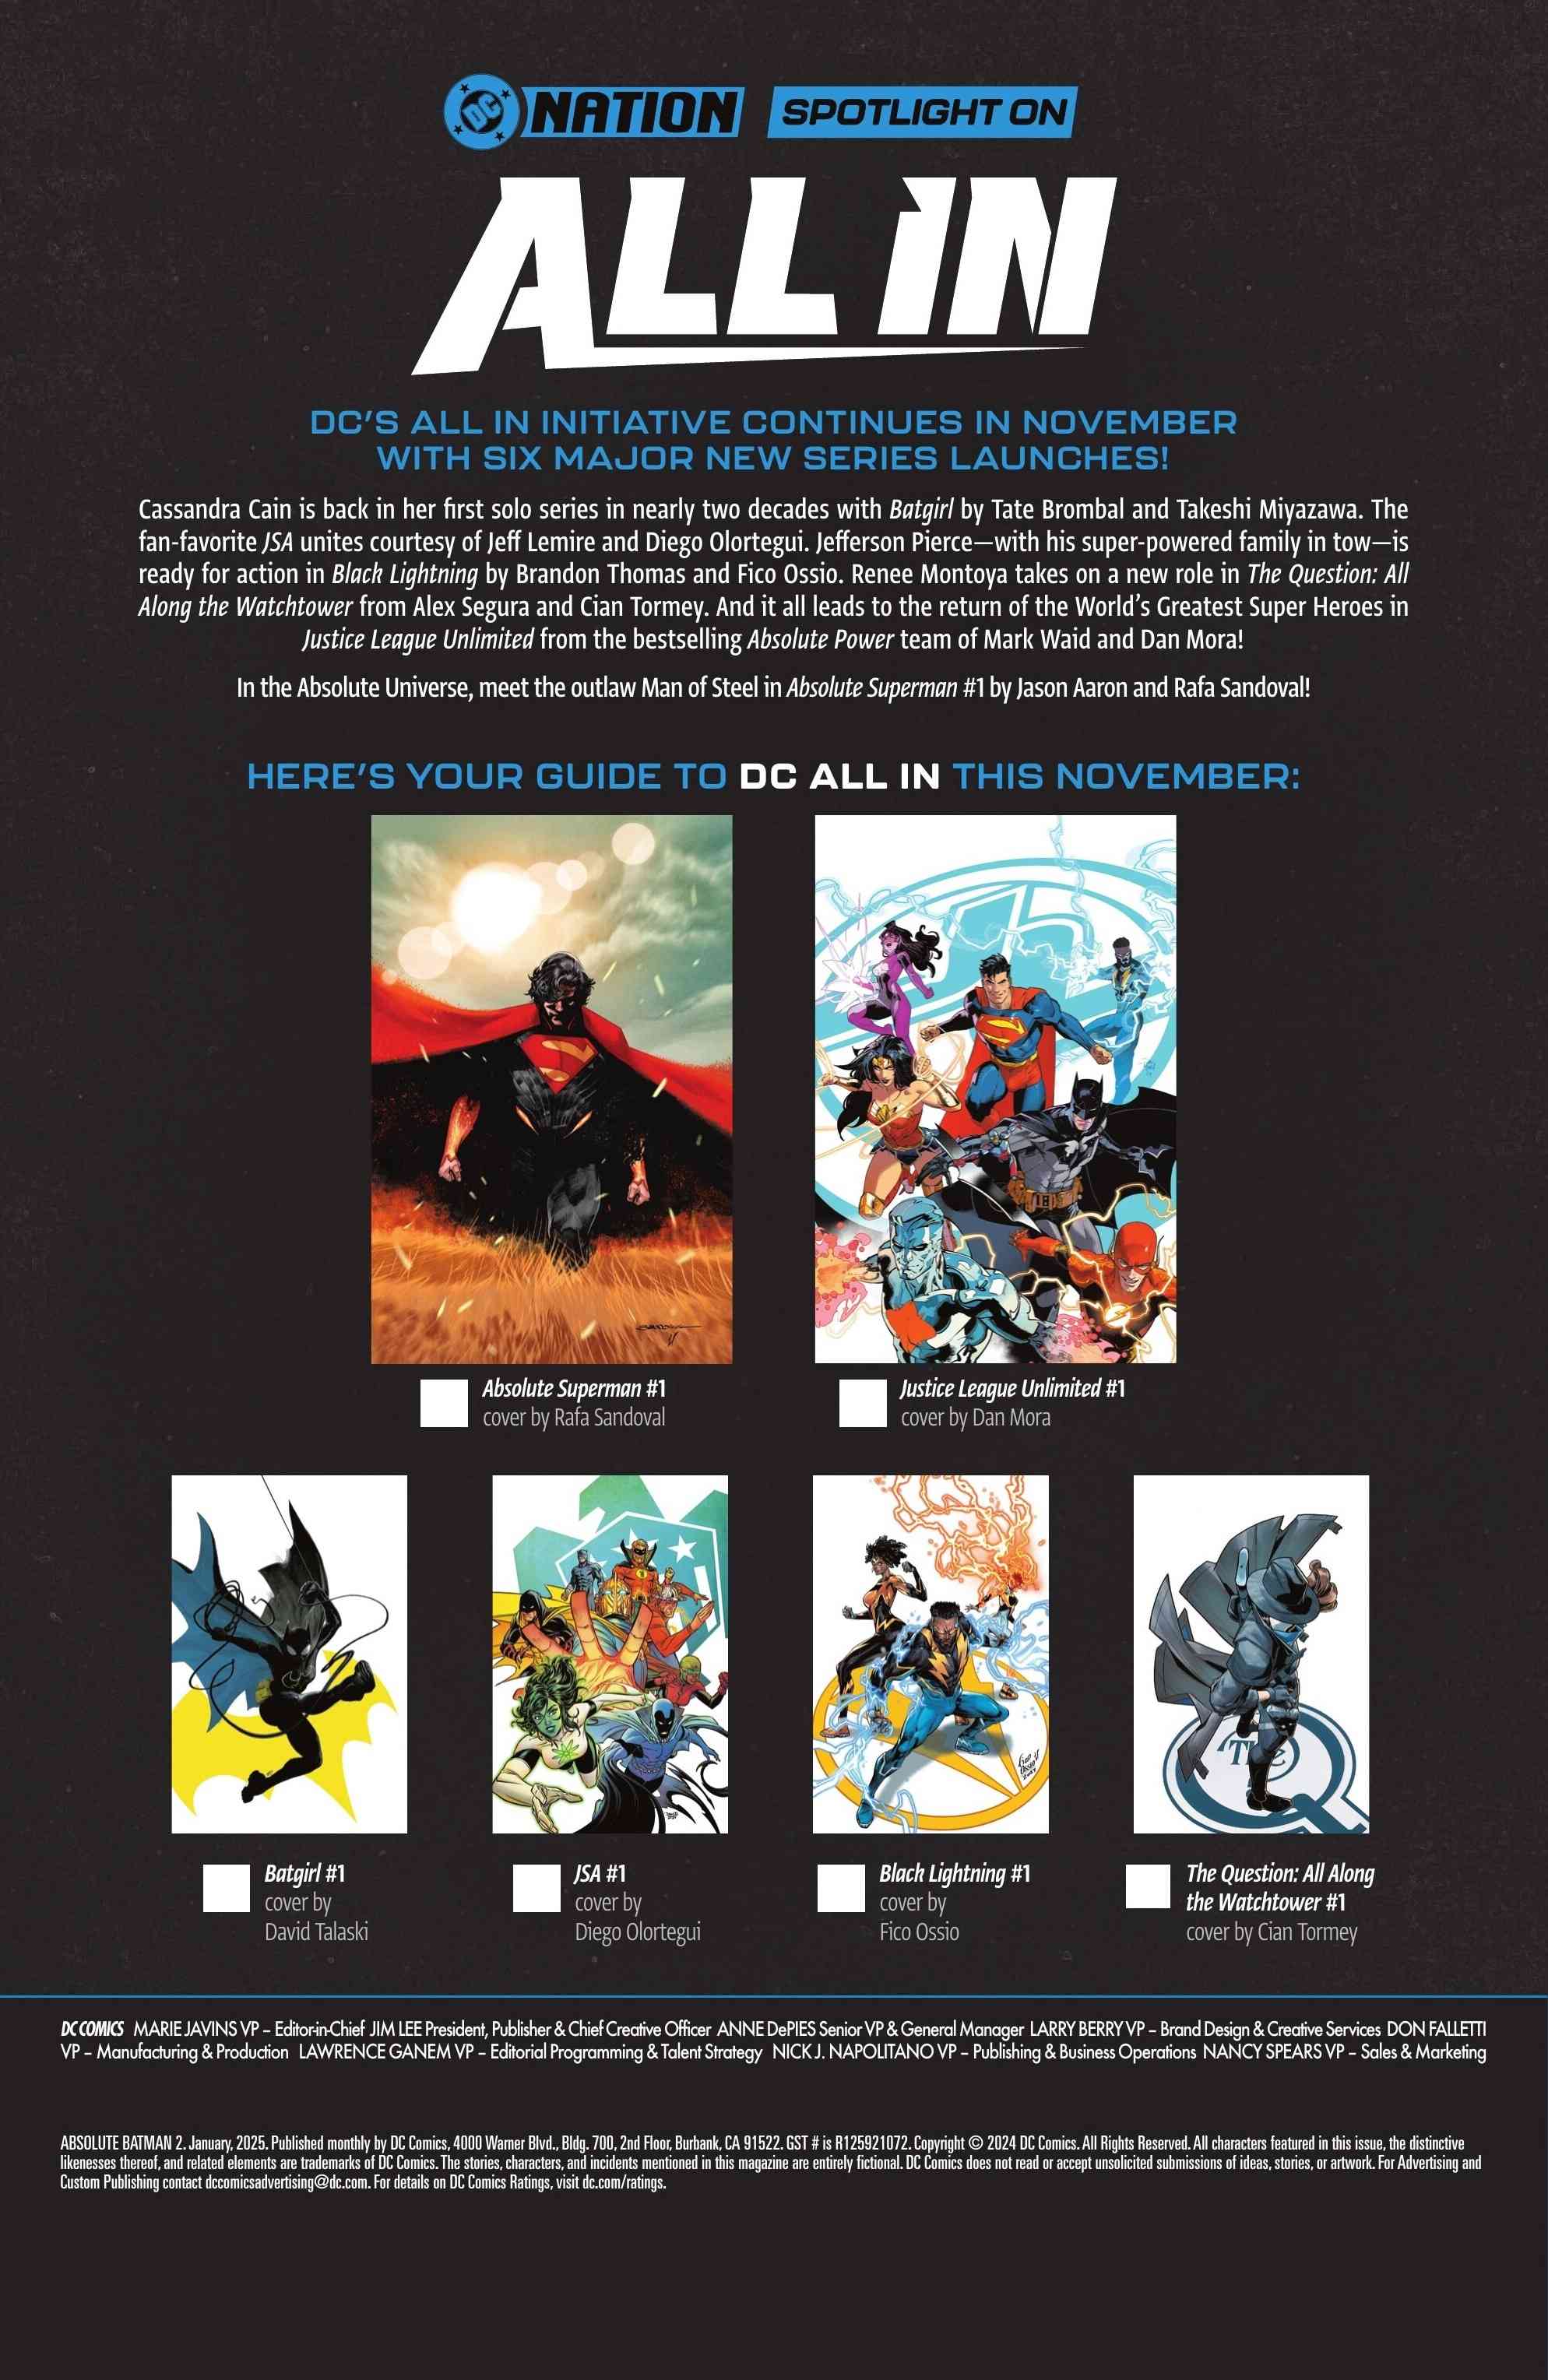 DC NATION SPOTLIGHT ON
ALL IN
DC'S ALL IN INITIATIVE CONTINUES IN NOVEMBER
WITH SIX MAJOR NEW SERIES LAUNCHES!
Cassandra Cain is back in her first solo series in nearly two decades with Batgirl by Tate Brombal and Takeshi Miyazawa. The
fan-favorite JSA unites courtesy of Jeff Lemire and Diego Olortegui. Jefferson Pierce—with his super-powered family in tow—is
ready for action in Black Lightning by Brandon Thomas and Fico Ossio. Renee Montoya takes on a new role in The Question: All
Along the Watchtower from Alex Segura and Cian Tormey. And it all leads to the return of the World's Greatest Super Heroes in
Justice League Unlimited from the bestselling Absolute Power team of Mark Waid and Dan Mora!
In the Absolute Universe, meet the outlaw Man of Steel in Absolute Superman #1 by Jason Aaron and Rafa Sandoval!
HERE'S YOUR GUIDE TO DC ALL IN THIS NOVEMBER:
Absolute Superman #1
cover by Rafa Sandoval
Justice League Unlimited #1
cover by Dan Mora
The
Batgirl #1
cover by
David Talaski
JSA #1
cover by
Diego Olortegui
Black Lightning #1
cover by
Fico Ossio
The Question: All Along
the Watchtower #1
cover by Cian Tormey
DC COMICS MARIE JAVINS VP – Editor-in-Chief JIM LEE President, Publisher & Chief Creative Officer ANNE DePIES Senior VP & General Manager LARRY BERRY VP – Brand Design & Creative Services DON FALLETTI
VP – Manufacturing & Production LAWRENCE GANEM VP – Editorial Programming & Talent Strategy NICK J. NAPOLITANO VP – Publishing & Business Operations NANCY SPEARS VP – Sales & Marketing
ABSOLUTE BATMAN 2. January, 2025. Published monthly by DC Comics, 4000 Warner Blvd., Bldg. 700, 2nd Floor, Burbank, CA 91522. GST # is R125921072. Copyright © 2024 DC Comics. All Rights Reserved. All characters featured in this issue, the distinctive
likenesses thereof, and related elements are trademarks of DC Comics. The stories, characters, and incidents mentioned in this magazine are entirely fictional. DC Comics does not read or accept unsolicited submissions of ideas, stories, or artwork. For Advertising and
Custom Publishing contact dccomicsadvertising@dc.com. For details on DC Comics Ratings, visit dc.com/ratings.